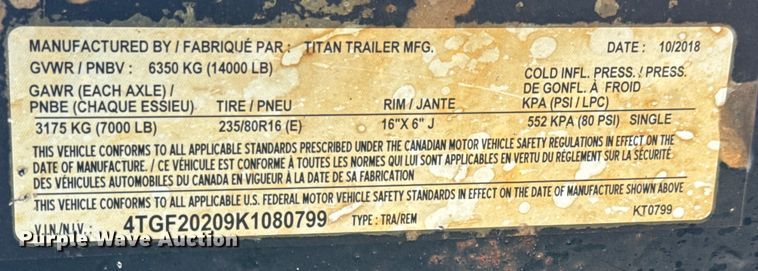 MANUFACTURED BY / FABRIQUÉ PAR : TITAN TRAILER MFG. DATE : 10/2018
GVWR / PNBV : 6350 KG (14000 LB)
GAWR (EACH AXLE) / PNBE (CHAQUE ESSIEU) TIRE / PNEU RIM / JANTE COLD INFL. PRESS. / PRESS. DE GONFL. À FROID KPA (PSI / LPC)
3175 KG (7000 LB) 235/80R16 (E) 16"X 6" J 552 KPA (80 PSI) SINGLE
THIS VEHICLE CONFORMS TO ALL APPLICABLE STANDARDS PRESCRIBED UNDER THE CANADIAN MOTOR VEHICLE SAFETY REGULATIONS IN EFFECT ON THE
DATE OF MANUFACTURE. / CE VÉHICULE EST CONFORME À TOUTES LES NORMES QUI LUI SONT APPLICABLES EN VERTU DU RÉGLEMENT SUR LA SÉCURITÉ.
DES VÉHICULES AUTOMOBILES DU CANADA EN VIGUEUR À LA DATE DE SA FABRICATION
THIS VEHICLE CONFORMS TO ALL APPLICABLE U.S. FEDERAL MOTOR VEHICLE SAFETY STANDARDS IN EFFECT ON THE DATE OF MANUFACTURE SHOWN ABOVE
V.I.N./N.I.V.: 4TGF20209K1080799 TYPE : TRA/REM KT0799
Purple Wave Auction